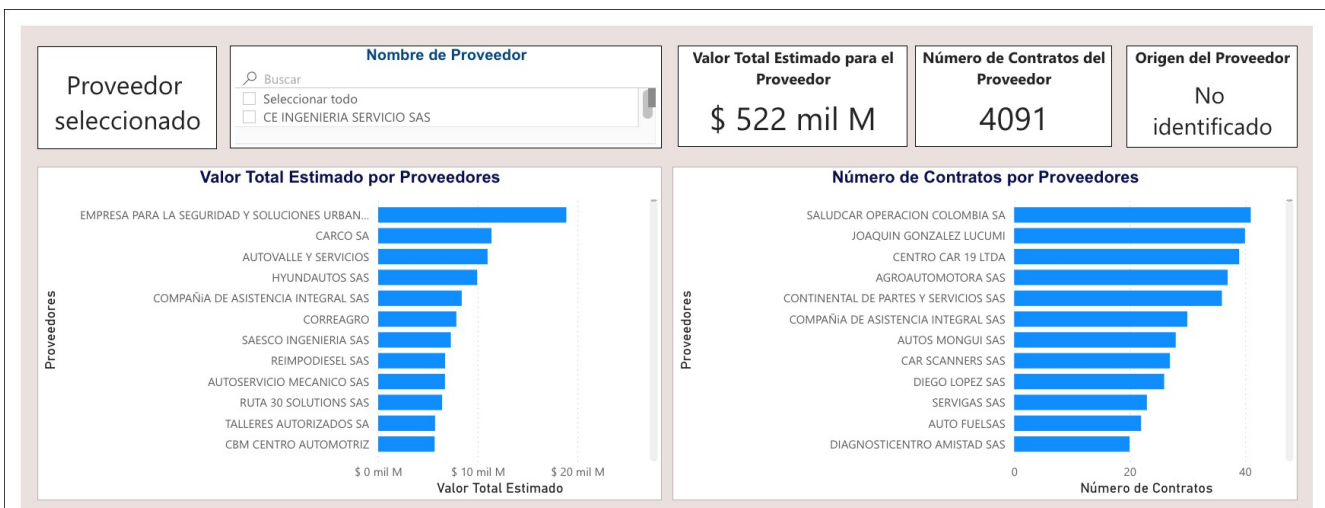 Proveedor
seleccionado
Nombre de Proveedor
Buscar
Seleccionar todo
CE INGENIERIA SERVICIO SAS
Valor Total Estimado para el
Proveedor
$ 522 mil M
Número de Contratos del
Proveedor
4091
Origen del Proveedor
No
identificado
Valor Total Estimado por Proveedores
Proveedores
EMPRESA PARA LA SEGURIDAD Y SOLUCIONES URBAN...
CARCO SA
AUTOVALLE Y SERVICIOS
HYUNDAUTOS SAS
COMPAÑiA DE ASISTENCIA INTEGRAL SAS
CORREAGRO
SAESCO INGENIERIA SAS
REIMPODIESEL SAS
AUTOSERVICIO MECANICO SAS
RUTA 30 SOLUTIONS SAS
TALLERES AUTORIZADOS SA
CBM CENTRO AUTOMOTRIZ
$ 0 mil M $ 10 mil M $ 20 mil M
Valor Total Estimado
Número de Contratos por Proveedores
Proveedores
SALUDCAR OPERACION COLOMBIA SA
JOAQUIN GONZALEZ LUCUMI
CENTRO CAR 19 LTDA
AGROAUTOMOTORA SAS
CONTINENTAL DE PARTES Y SERVICIOS SAS
COMPAÑiA DE ASISTENCIA INTEGRAL SAS
AUTOS MONGUI SAS
CAR SCANNERS SAS
DIEGO LOPEZ SAS
SERVIGAS SAS
AUTO FUELSAS
DIAGNOSTICENTRO AMISTAD SAS
0 20 40
Número de Contratos